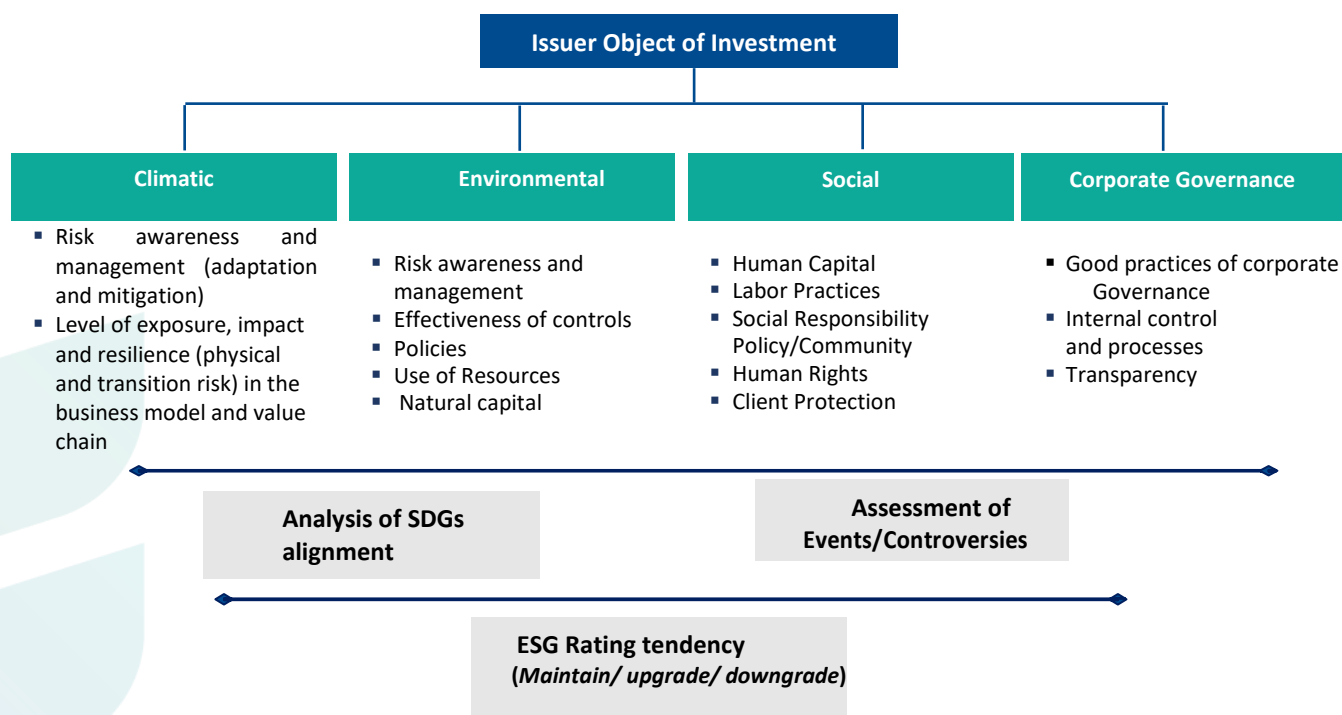 Issuer Object of Investment
Climatic
Environmental
Social
Corporate Governance
▪ Risk awareness and
management (adaptation
and mitigation)
▪ Level of exposure, impact
and resilience (physical
and transition risk) in the
business model and value
chain
▪ Risk awareness and
management
▪ Effectiveness of controls
▪ Policies
▪ Use of Resources
▪ Natural capital
▪ Human Capital
▪ Labor Practices
▪ Social Responsibility
Policy/Community
▪ Human Rights
▪ Client Protection
▪ Good practices of corporate
Governance
▪ Internal control
and processes
▪ Transparency
Analysis of SDGs
alignment
Assessment of
Events/Controversies
ESG Rating tendency
(Maintain/ upgrade/ downgrade)